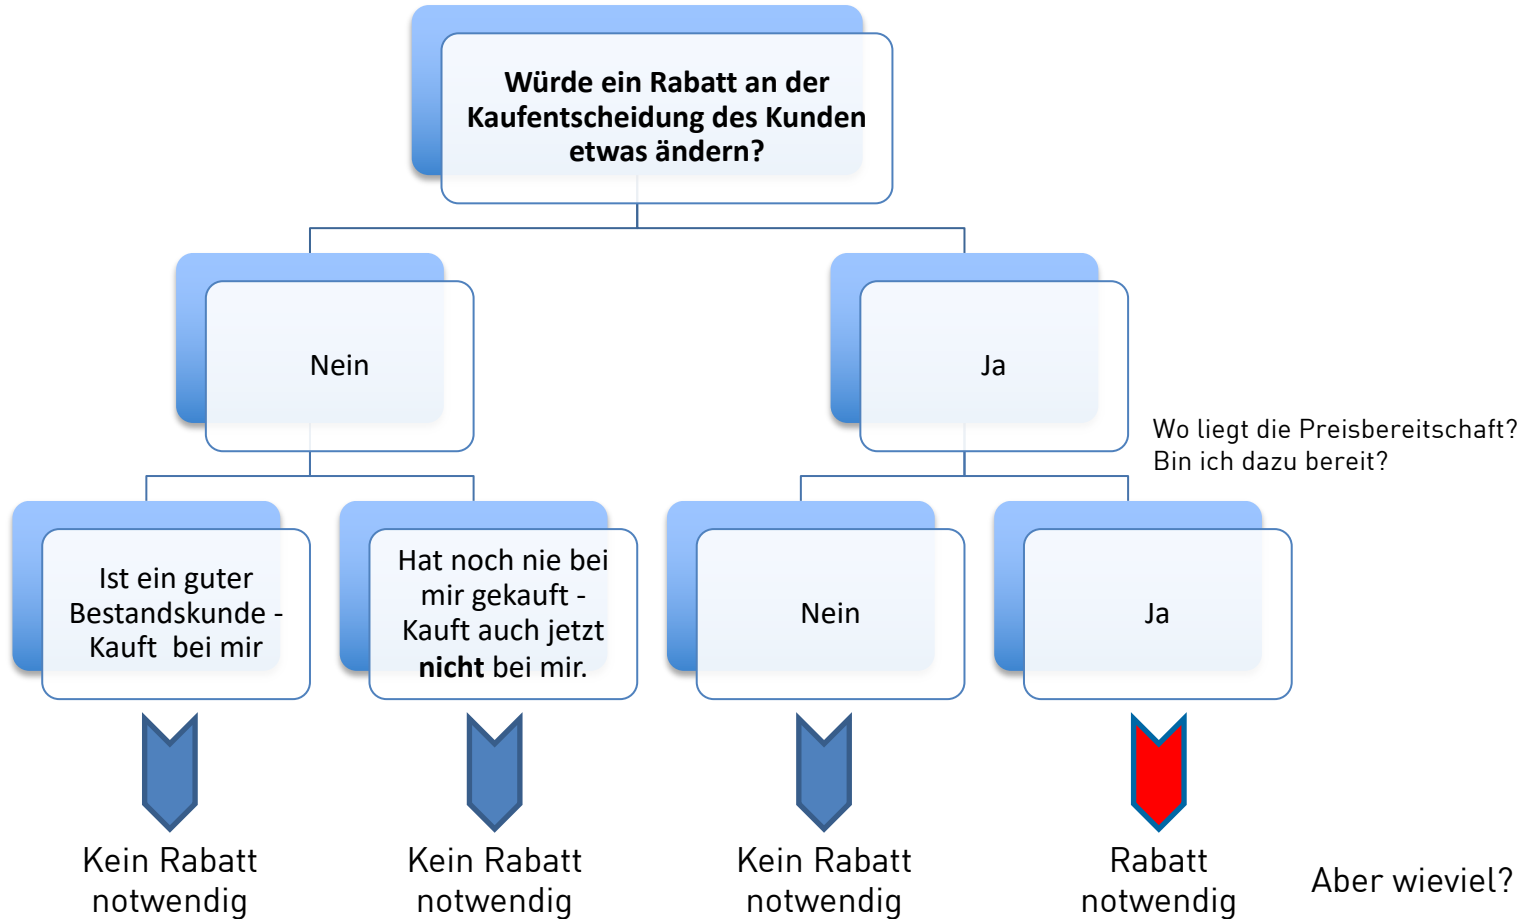 Würde ein Rabatt an der
Kaufentscheidung des Kunden
etwas ändern?
Nein
Ja
Wo liegt die Preisbereitschaft?
Bin ich dazu bereit?
Ist ein guter
Bestandskunde -
Kauft  bei mir
Hat noch nie bei
mir gekauft -
Kauft auch jetzt
nicht bei mir.
Nein
Ja
Kein Rabatt
notwendig
Kein Rabatt
notwendig
Kein Rabatt
notwendig
Rabatt
notwendig
Aber wieviel?